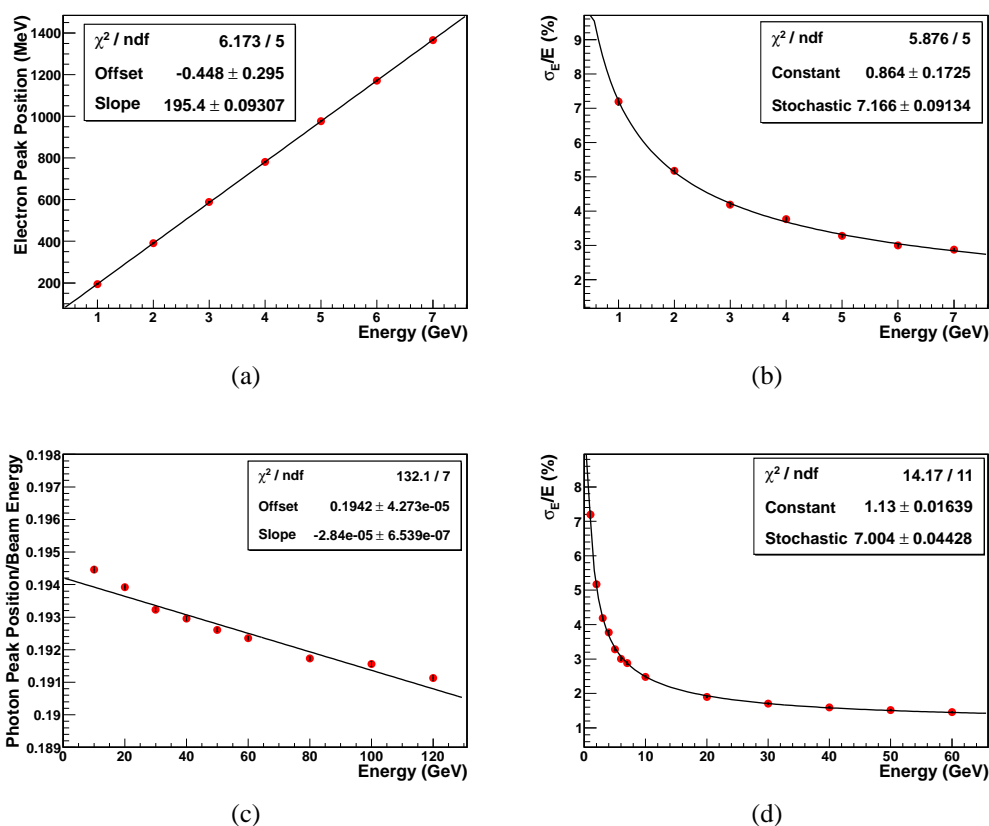 Electron Peak Position (MeV)
1400
1200
1000
800
600
400
200
χ² / ndf 6.173 / 5
Offset -0.448 ± 0.295
Slope 195.4 ± 0.09307
1 2 3 4 5 6 7
Energy (GeV)
(a)
σE/E (%)
9
8
7
6
5
4
3
2
χ² / ndf 5.876 / 5
Constant 0.864 ± 0.1725
Stochastic 7.166 ± 0.09134
1 2 3 4 5 6 7
Energy (GeV)
(b)
Photon Peak Position/Beam Energy
0.198
0.197
0.196
0.195
0.194
0.193
0.192
0.191
0.19
0.189
χ² / ndf 132.1 / 7
Offset 0.1942 ± 4.273e-05
Slope -2.84e-05 ± 6.539e-07
0 20 40 60 80 100 120
Energy (GeV)
(c)
σE/E (%)
8
7
6
5
4
3
2
1
χ² / ndf 14.17 / 11
Constant 1.13 ± 0.01639
Stochastic 7.004 ± 0.04428
0 10 20 30 40 50 60
Energy (GeV)
(d)